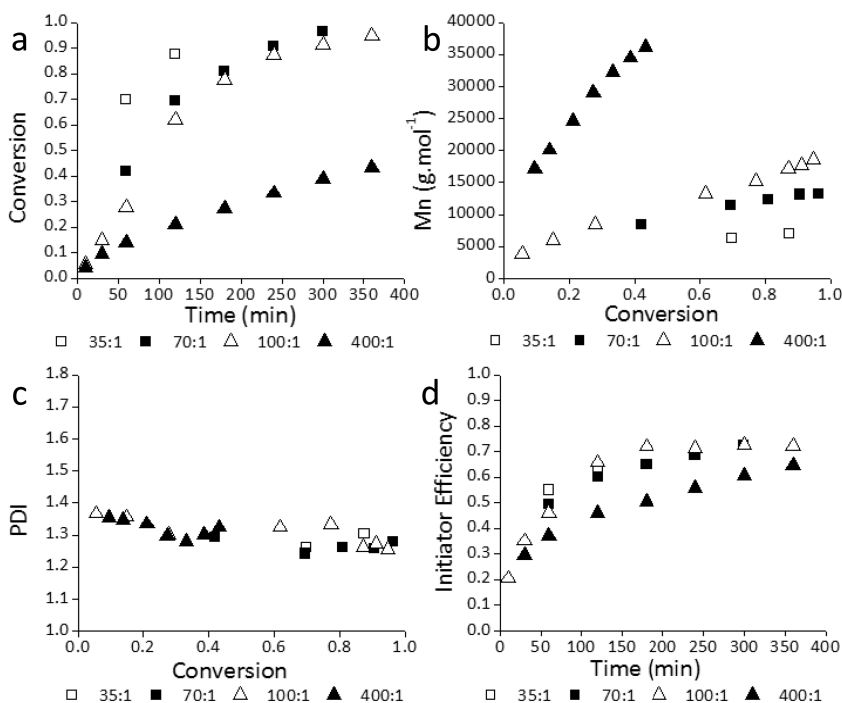 a
Conversion
1.0
0.9
0.8
0.7
0.6
0.5
0.4
0.3
0.2
0.1
0.0
0 50 100 150 200 250 300 350 400
Time (min)
35:1 70:1 100:1 400:1
b
Mn (g.mol⁻¹)
40000
35000
30000
25000
20000
15000
10000
5000
0
0.0 0.2 0.4 0.6 0.8 1.0
Conversion
35:1 70:1 100:1 400:1
c
PDI
1.8
1.7
1.6
1.5
1.4
1.3
1.2
1.1
1.0
0.0 0.2 0.4 0.6 0.8 1.0
Conversion
35:1 70:1 100:1 400:1
d
Initiator Efficiency
1.0
0.9
0.8
0.7
0.6
0.5
0.4
0.3
0.2
0.1
0.0
0 50 100 150 200 250 300 350 400
Time (min)
35:1 70:1 100:1 400:1